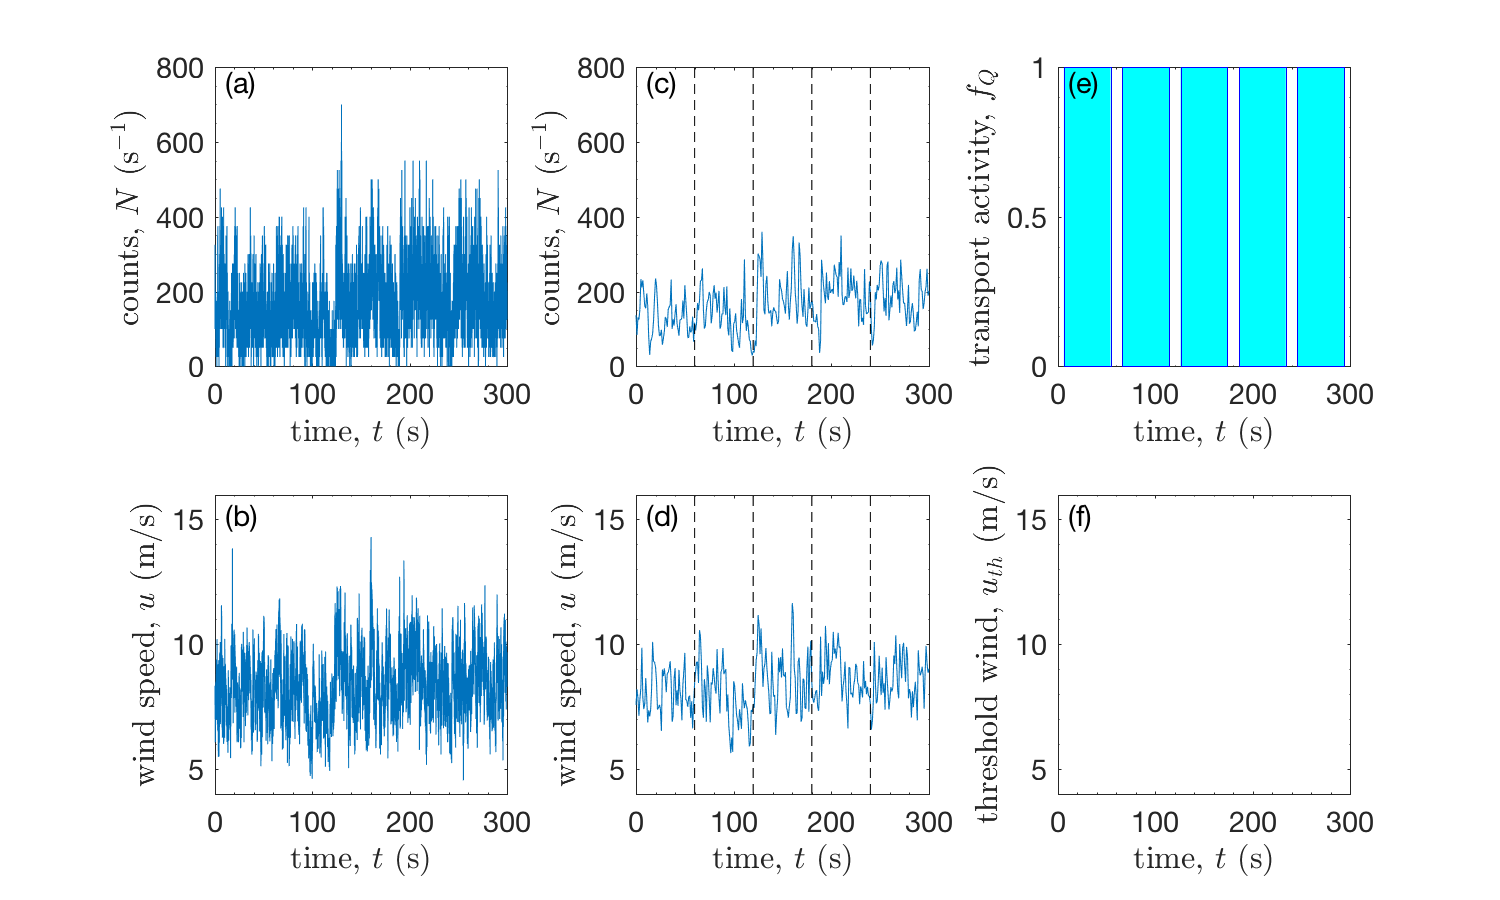 (a)
800
600
400
200
0
counts, N (s⁻¹)
0 100 200 300
time, t (s)
(c)
800
600
400
200
0
counts, N (s⁻¹)
0 100 200 300
time, t (s)
(e)
1
0.5
0
transport activity, f_Q
0 100 200 300
time, t (s)
(b)
15
10
5
wind speed, u (m/s)
0 100 200 300
time, t (s)
(d)
15
10
5
wind speed, u (m/s)
0 100 200 300
time, t (s)
(f)
15
10
5
threshold wind, u_th (m/s)
0 100 200 300
time, t (s)